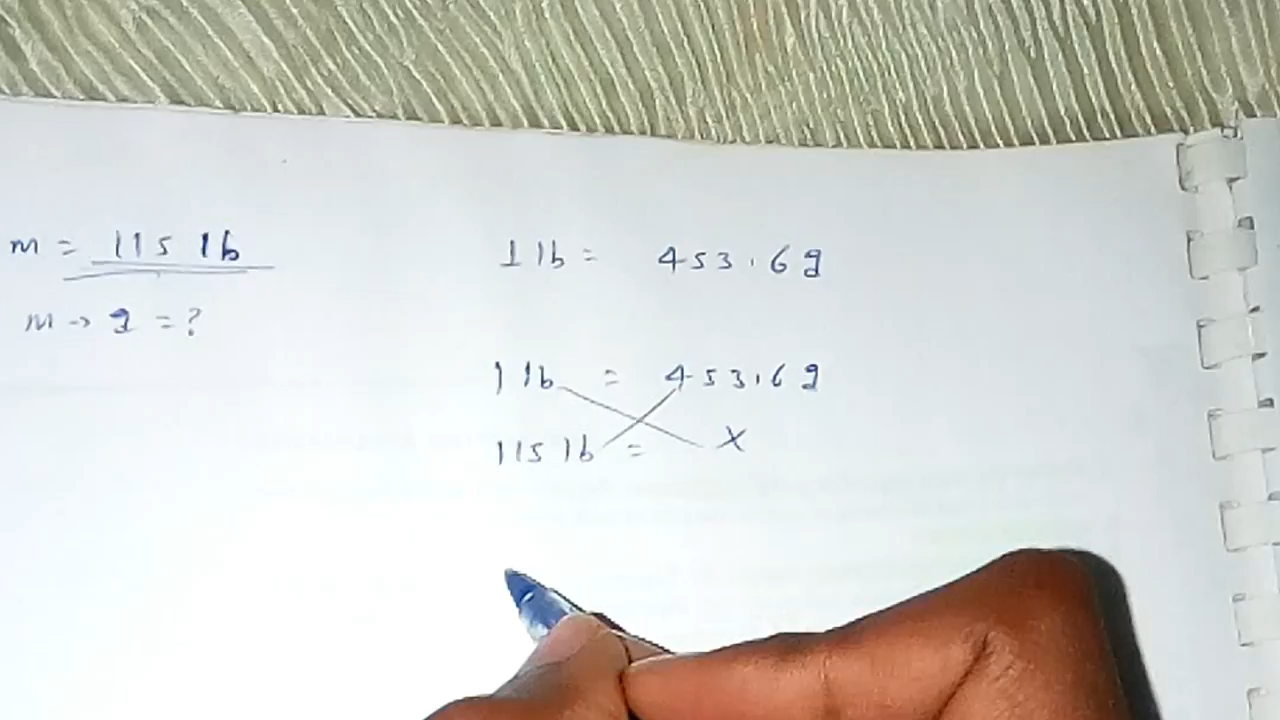 m = 115 lb
m → g = ?
1 lb = 453.6 g
1 lb = 453.6 g
115 lb = x